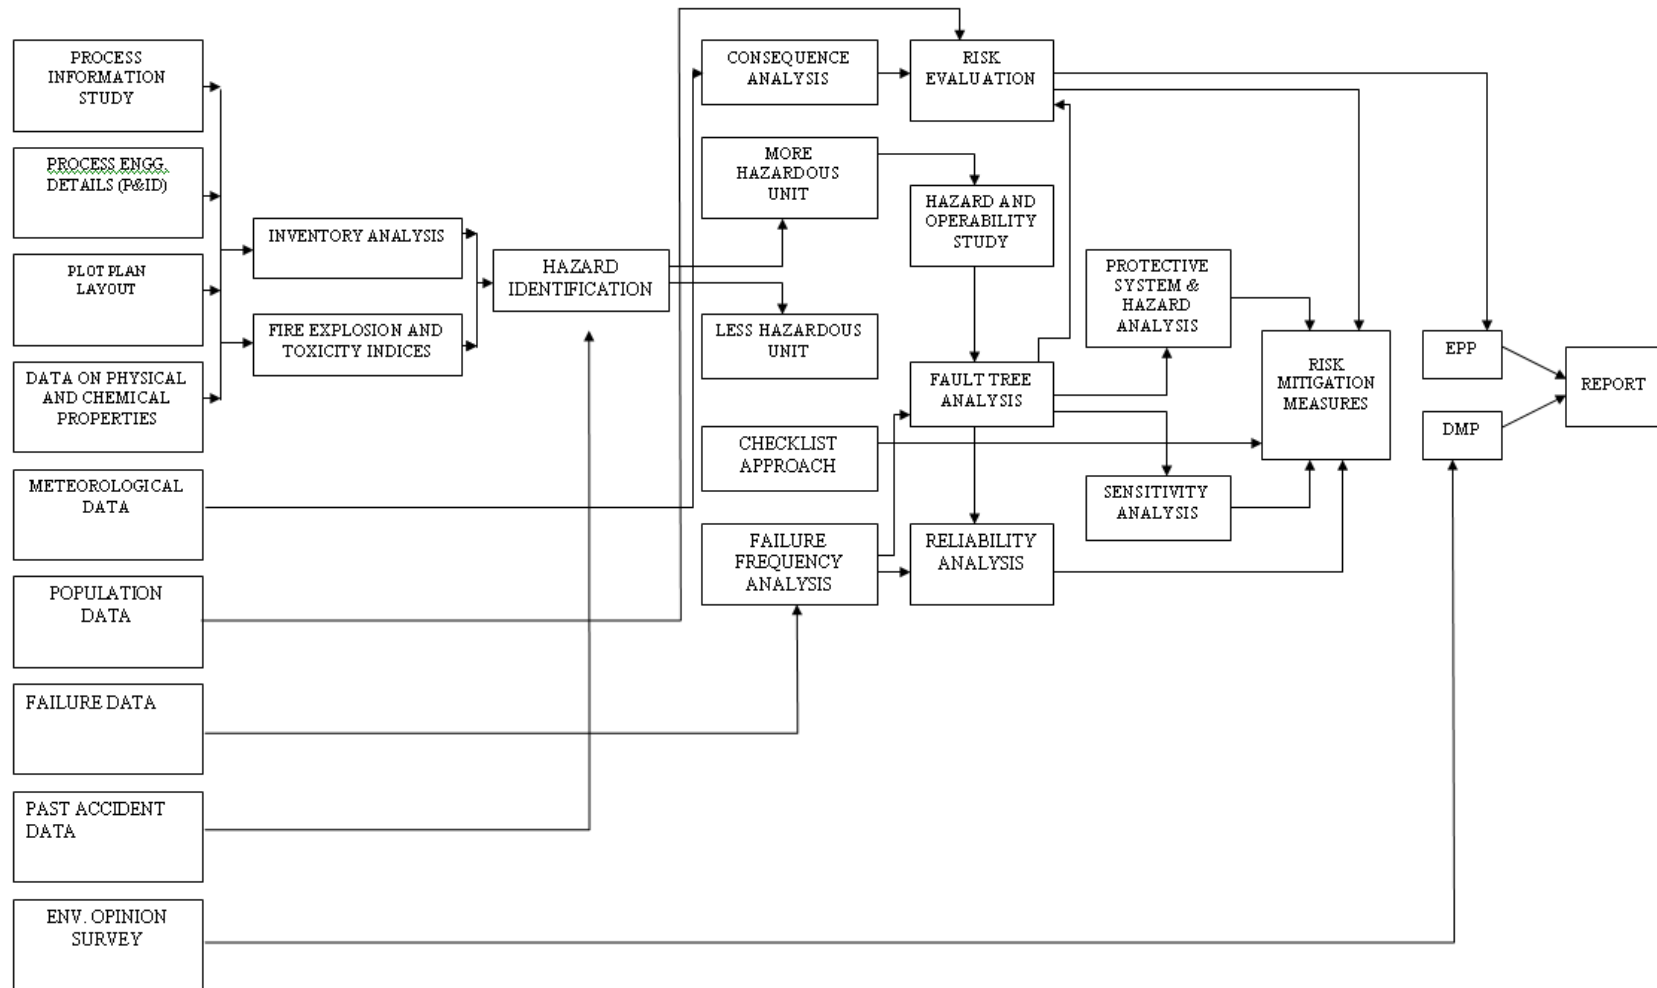 PROCESS
INFORMATION
STUDY
PROCESS ENGG.
DETAILS (P&ID)
PLOT PLAN
LAYOUT
DATA ON PHYSICAL
AND CHEMICAL
PROPERTIES
METEOROLOGICAL
DATA
POPULATION
DATA
FAILURE DATA
PAST ACCIDENT
DATA
ENV. OPINION
SURVEY
INVENTORY ANALYSIS
FIRE EXPLOSION AND
TOXICITY INDICES
HAZARD
IDENTIFICATION
CONSEQUENCE
ANALYSIS
MORE
HAZARDOUS
UNIT
LESS HAZARDOUS
UNIT
CHECKLIST
APPROACH
FAILURE
FREQUENCY
ANALYSIS
RISK
EVALUATION
HAZARD AND
OPERABILITY
STUDY
FAULT TREE
ANALYSIS
RELIABILITY
ANALYSIS
PROTECTIVE
SYSTEM &
HAZARD
ANALYSIS
SENSITIVITY
ANALYSIS
RISK
MITIGATION
MEASURES
EPP
DMP
REPORT